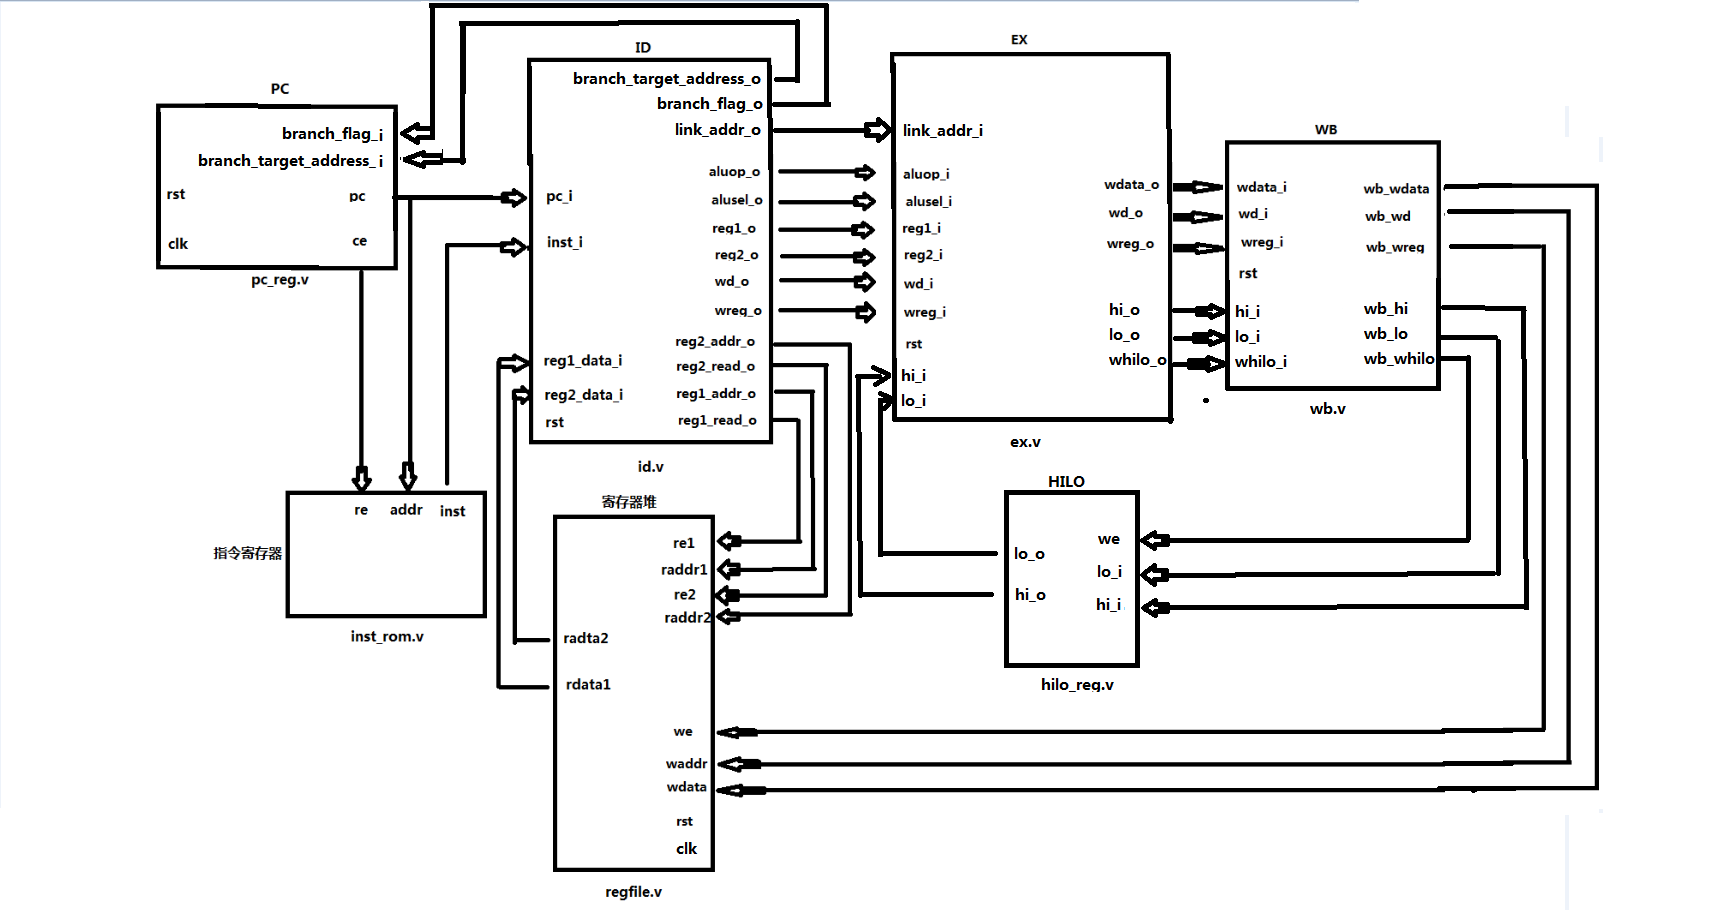 PC
branch_flag_i
branch_target_address_i
rst
pc
clk
ce
pc_reg.v
ID
branch_target_address_o
branch_flag_o
link_addr_o
aluop_o
alusel_o
reg1_o
reg2_o
wd_o
wreg_o
reg2_addr_o
reg2_read_o
reg1_addr_o
reg1_read_o
pc_i
inst_i
reg1_data_i
reg2_data_i
rst
id.v
EX
link_addr_i
aluop_i
alusel_i
reg1_i
reg2_i
wd_i
wreg_i
rst
hi_i
lo_i
wdata_o
wd_o
wreg_o
hi_o
lo_o
whilo_o
ex.v
WB
wdata_i
wd_i
wreg_i
rst
hi_i
lo_i
whilo_i
wb_wdata
wb_wd
wb_wreg
wb_hi
wb_lo
wb_whilo
wb.v
re addr inst
指令寄存器
inst_rom.v
寄存器堆
re1
raddr1
re2
raddr2
radta2
rdata1
we
waddr
wdata
rst
clk
regfile.v
HILO
we
lo_o
lo_i
hi_o
hi_i
hilo_reg.v